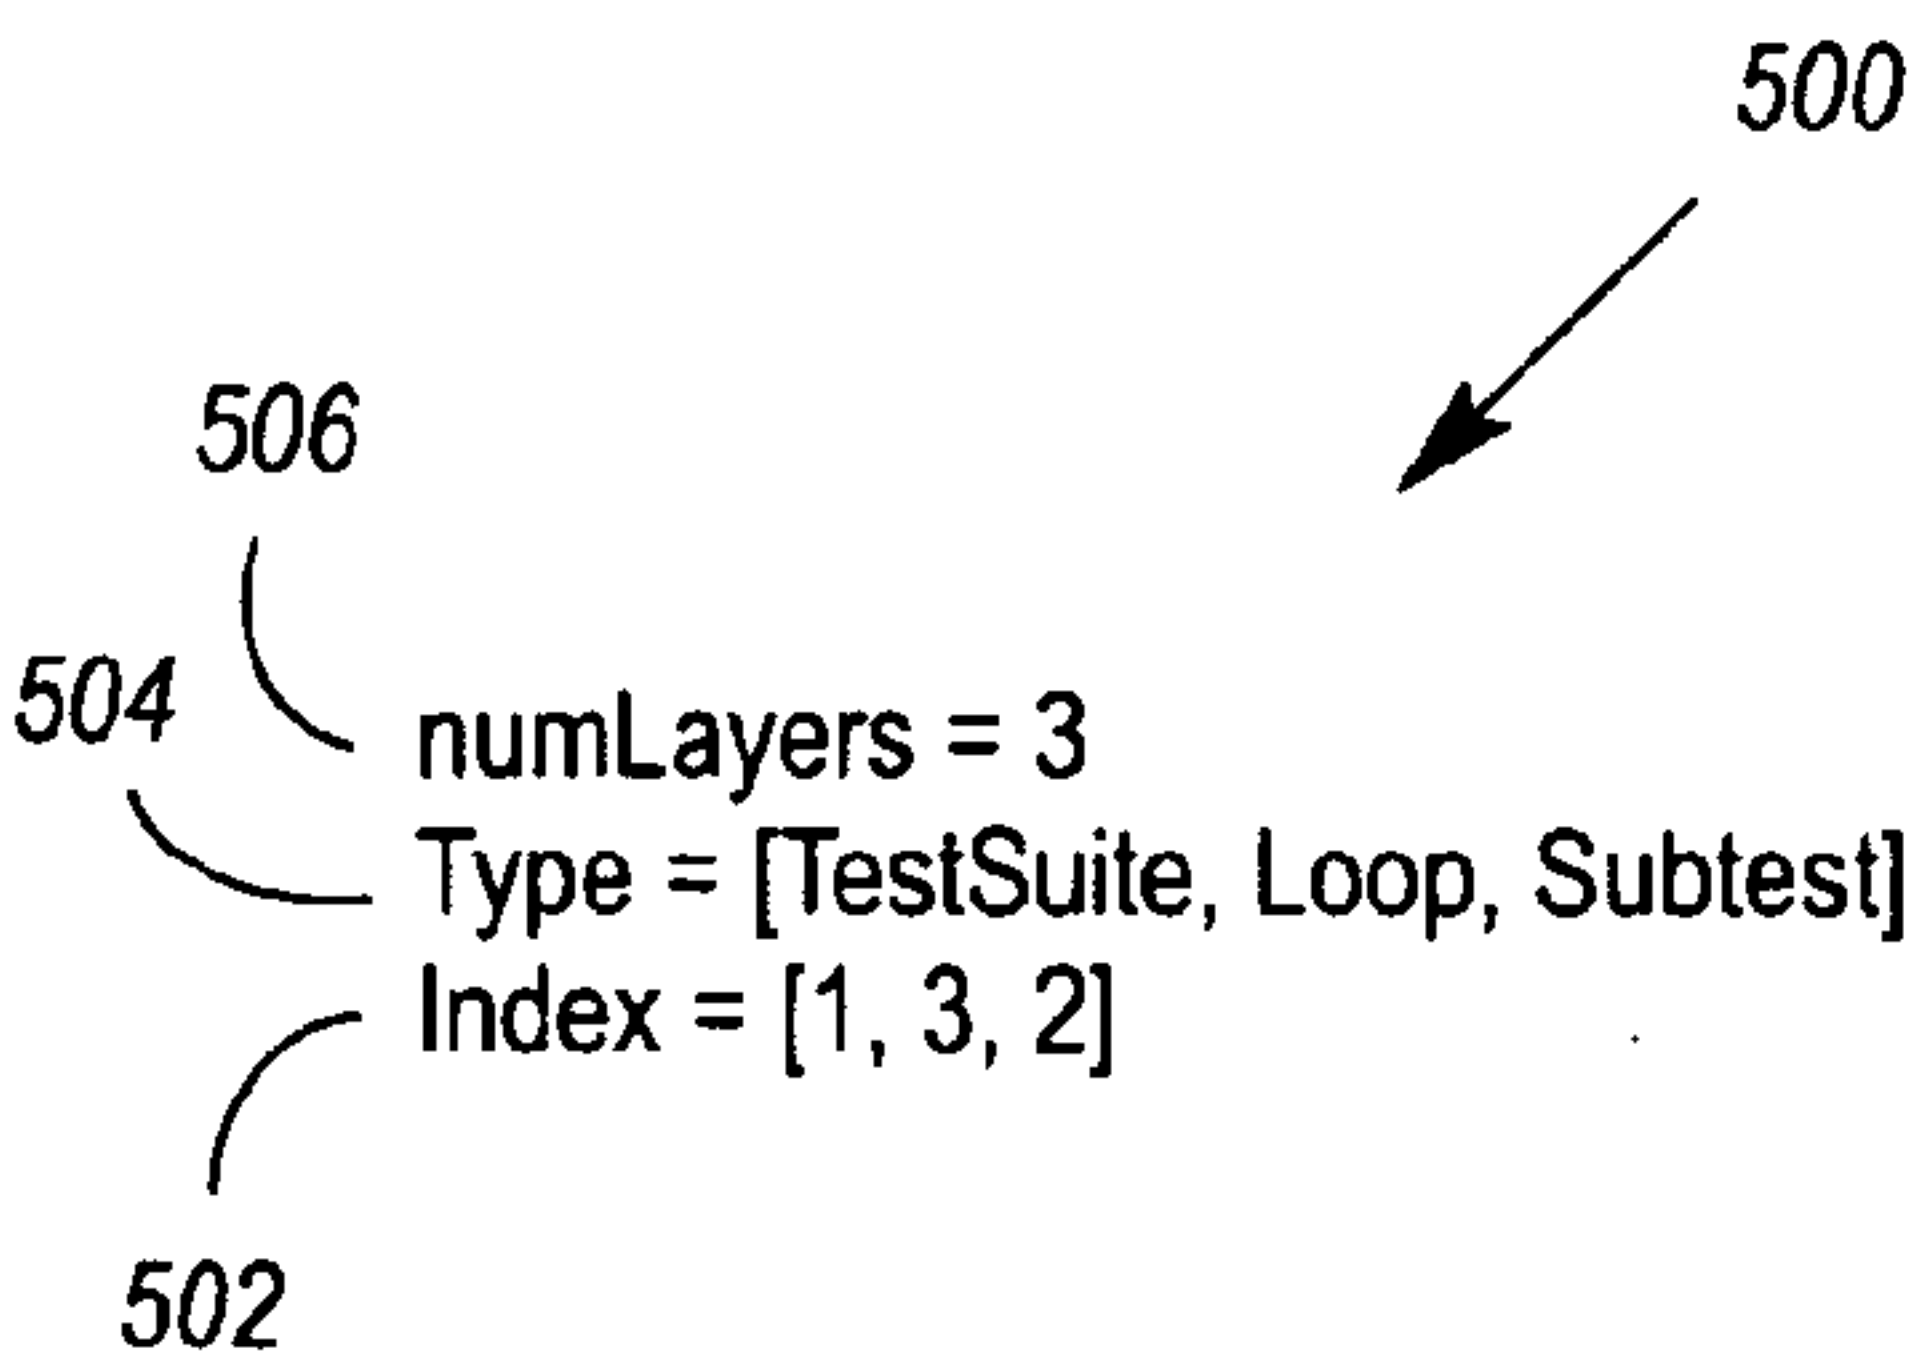 500
506
504
numLayers = 3
Type = [TestSuite, Loop, Subtest]
Index = [1, 3, 2]
502